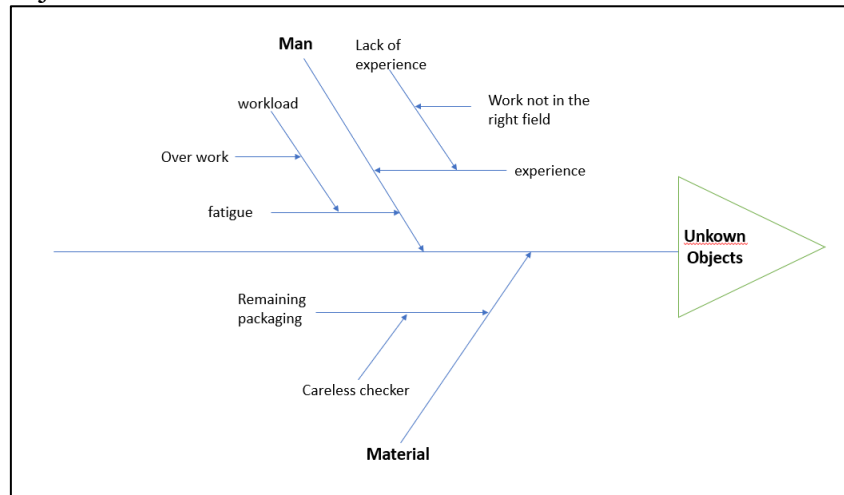 Man
Lack of
experience
workload
Work not in the
right field
Over work
experience
fatigue
Unkown
Objects
Remaining
packaging
Careless checker
Material